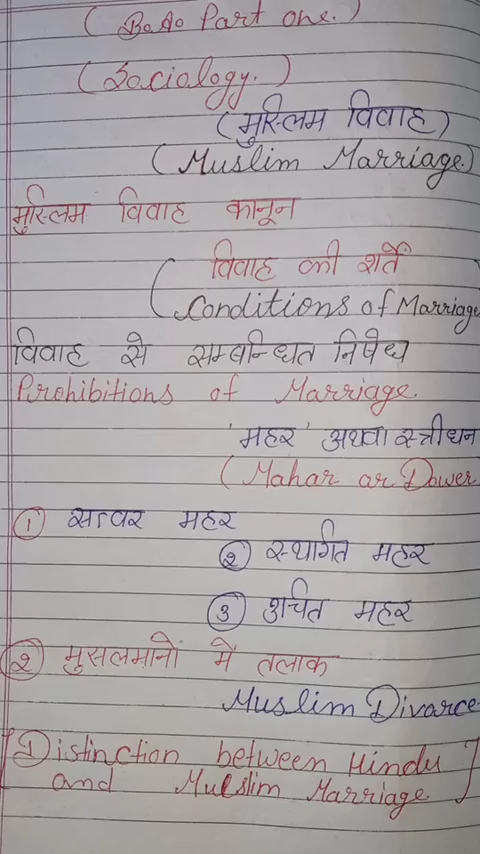 (B.A. Part one.)
(Sociology.)
(मुस्लिम विवाह)
(Muslim Marriage.)
मुस्लिम विवाह कानून
विवाह की शर्तें
(Conditions of Marriage
विवाह से सम्बन्धित निषेध
Prohibitions of Marriage.
'महर' अथवा स्त्रीधन
(Mahar ar Dower
① सत्वर महर
② स्थगित महर
③ उचित महर
② मुसलमानों में तलाक
Muslim Divarce
[Distinction between Hindu
and Muslim Marriage.]